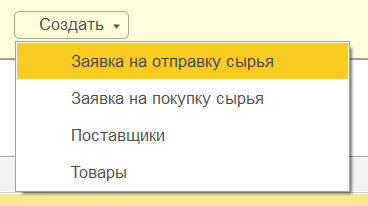 Создать
Заявка на отправку сырья
Заявка на покупку сырья
Поставщики
Товары